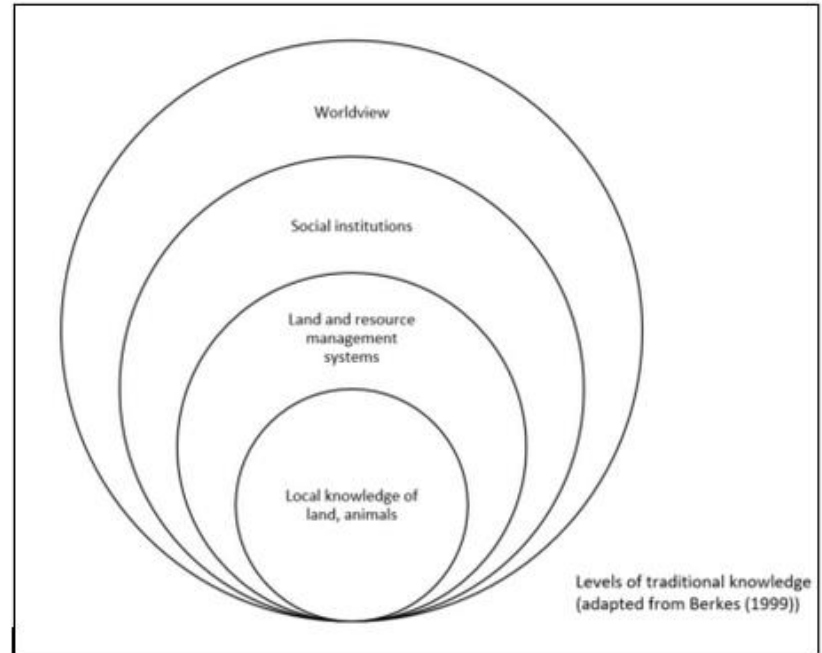 Worldview
Social institutions
Land and resource
management
systems
Local knowledge of
land, animals
Levels of traditional knowledge
(adapted from Berkes (1999))